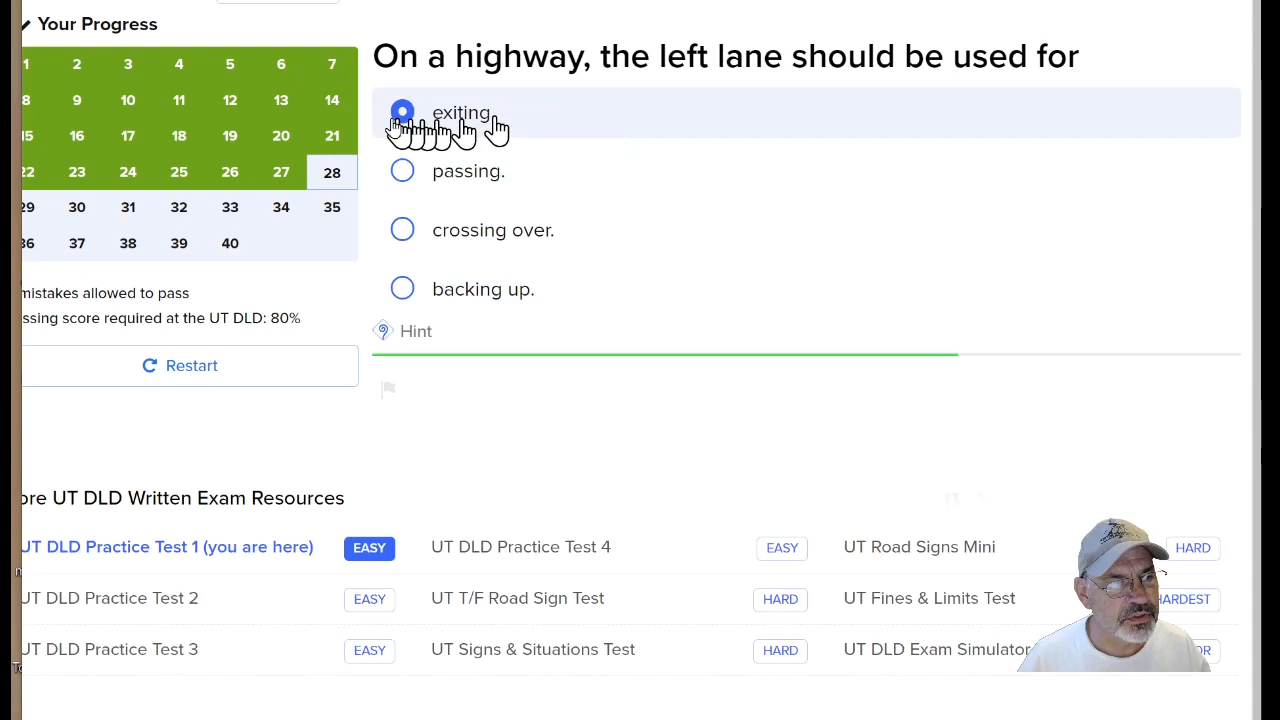 Your Progress
1 2 3 4 5 6 7
8 9 10 11 12 13 14
15 16 17 18 19 20 21
22 23 24 25 26 27 28
29 30 31 32 33 34 35
36 37 38 39 40
mistakes allowed to pass
ssing score required at the UT DLD: 80%
Restart
On a highway, the left lane should be used for
exiting.
passing.
crossing over.
backing up.
Hint
ore UT DLD Written Exam Resources
UT DLD Practice Test 1 (you are here) EASY UT DLD Practice Test 4 EASY UT Road Signs Mini HARD
UT DLD Practice Test 2 EASY UT T/F Road Sign Test HARD UT Fines & Limits Test HARDEST
UT DLD Practice Test 3 EASY UT Signs & Situations Test HARD UT DLD Exam Simulator OR